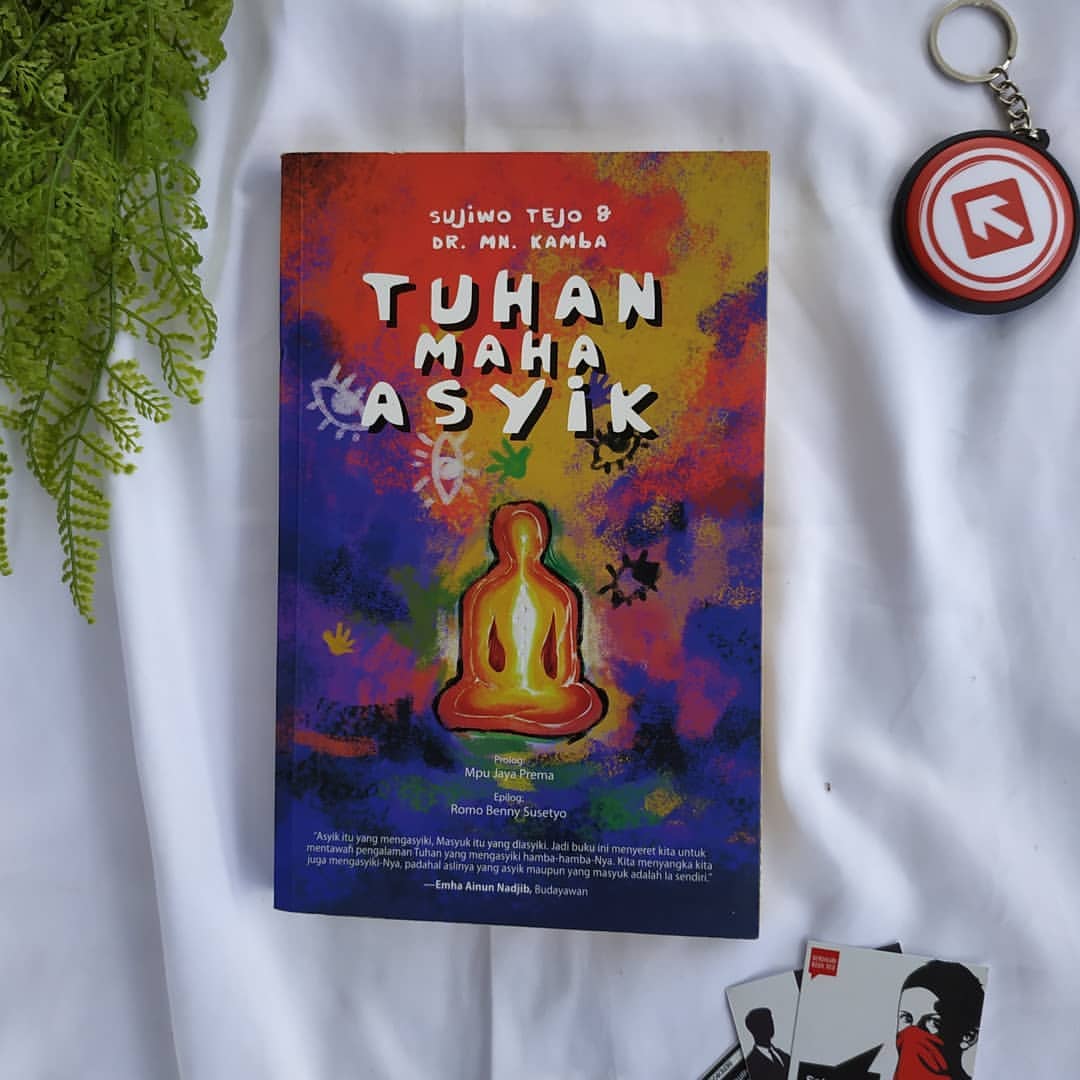 SUJIWO TEJO &
DR. MN. KAMBA
TUHAN
MAHA
ASYIK
Prolog:
Mpu Jaya Prema
Epilog:
Romo Benny Susetyo
"Asyik itu yang mengasyiki, Masyuk itu yang diasyiki. Jadi buku ini menyeret kita untuk
mentawafi pengalaman Tuhan yang mengasyiki hamba-hamba-Nya. Kita menyangka kita
juga mengasyiki-Nya, padahal aslinya yang asyik maupun yang masyuk adalah Ia sendiri."
—Emha Ainun Nadjib, Budayawan